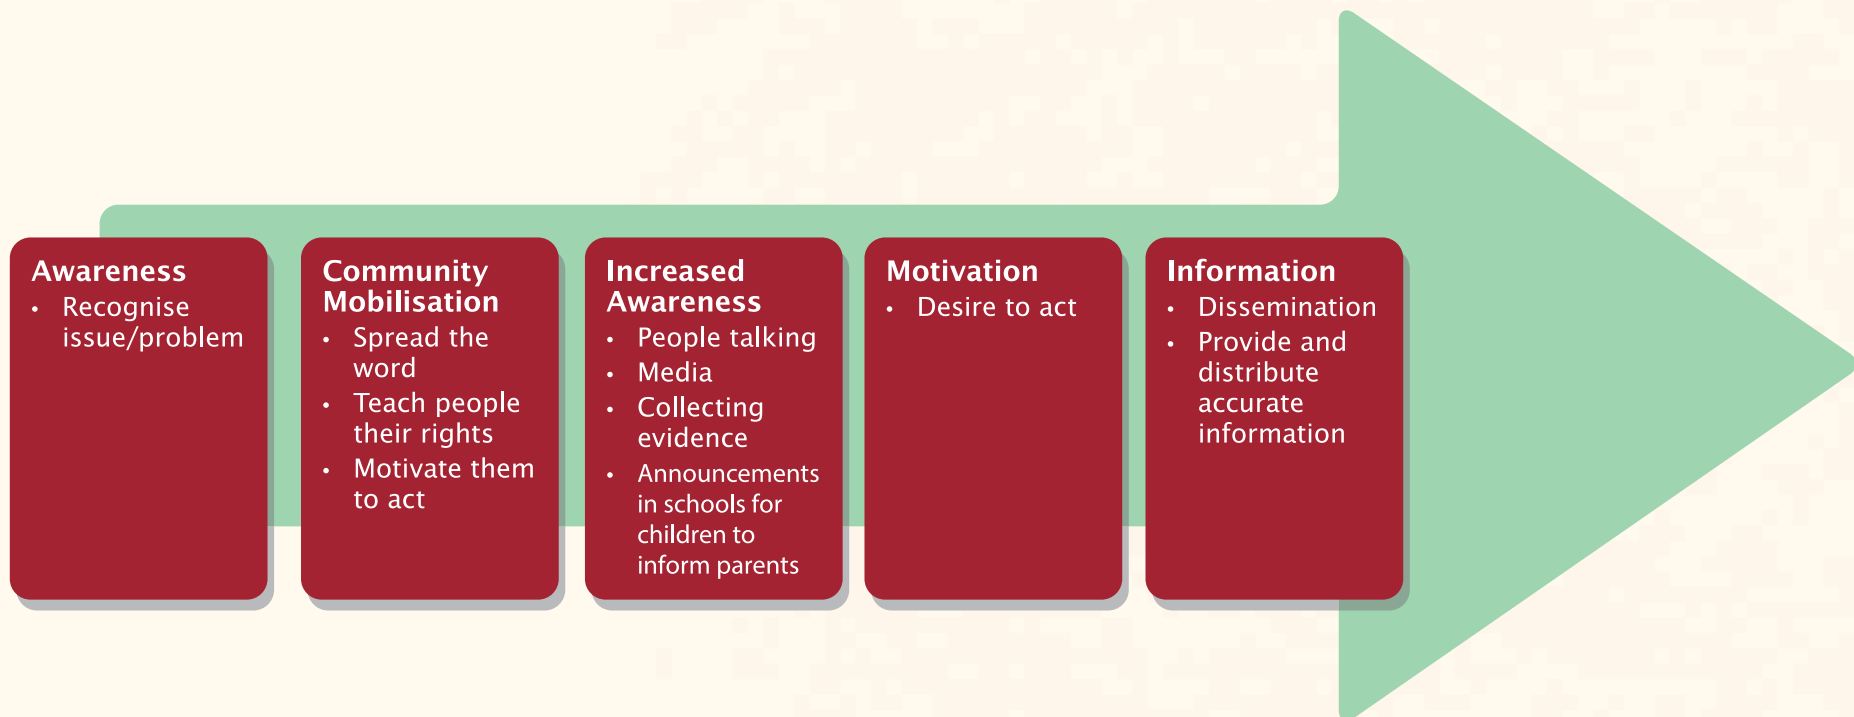 Awareness
• Recognise
issue/problem
Community
Mobilisation
• Spread the
word
• Teach people
their rights
• Motivate them
to act
Increased
Awareness
• People talking
• Media
• Collecting
evidence
• Announcements
in schools for
children to
inform parents
Motivation
• Desire to act
Information
• Dissemination
• Provide and
distribute
accurate
information